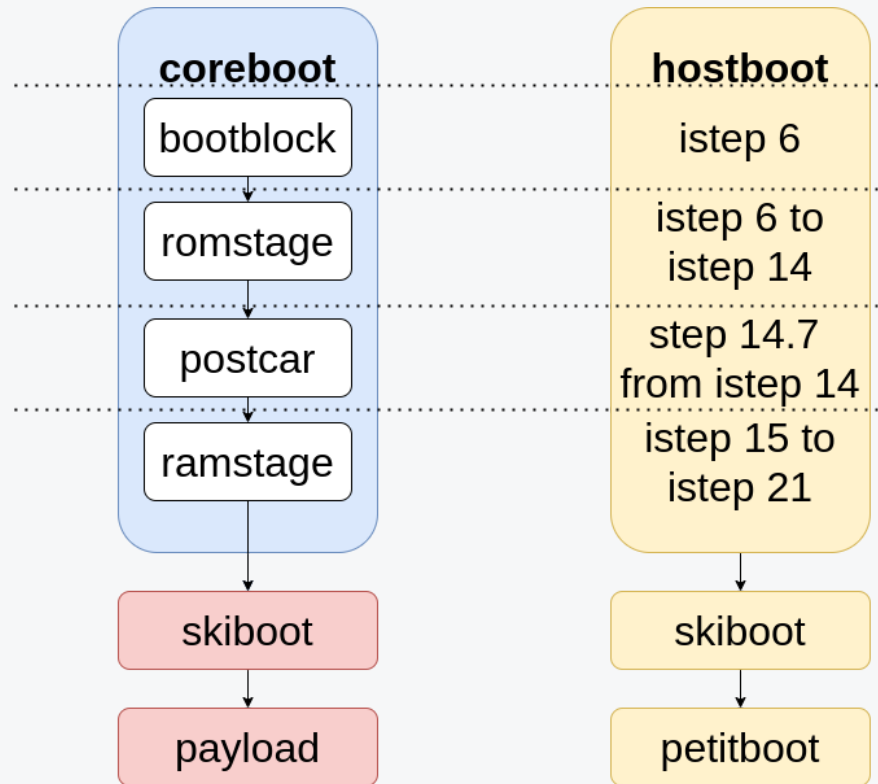 coreboot
bootblock
romstage
postcar
ramstage
skiboot
payload
hostboot
istep 6
istep 6 to
istep 14
step 14.7
from istep 14
istep 15 to
istep 21
skiboot
petitboot